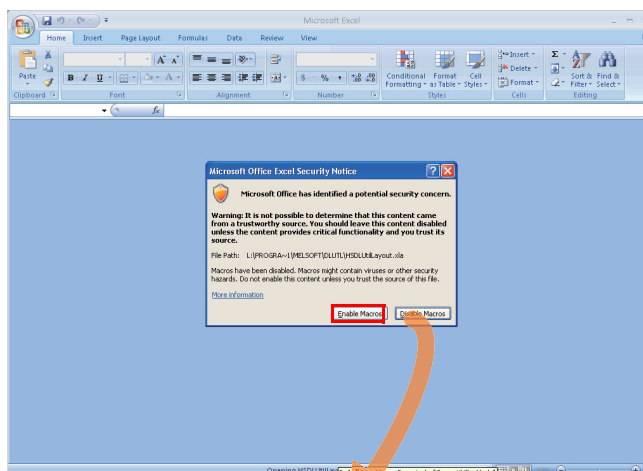 Microsoft Excel
Home Insert Page Layout Formulas Data Review View
Paste
B I U
A A
$ % ,
Conditional Formatting
Format as Table
Cell Styles
Insert
Delete
Format
Σ
Sort & Filter
Find & Select
Clipboard Font Alignment Number Styles Cells Editing
fx
Microsoft Office Excel Security Notice
Microsoft Office has identified a potential security concern.
Warning: It is not possible to determine that this content came
from a trustworthy source. You should leave this content disabled
unless the content provides critical functionality and you trust its
source.
File Path: L:\PROGRA~1\MELSOFT\DLUTL\HSDLUtilLayout.xla
Macros have been disabled. Macros might contain viruses or other security
hazards. Do not enable this content unless you trust the source of this file.
More information
Enable Macros Disable Macros
Opening